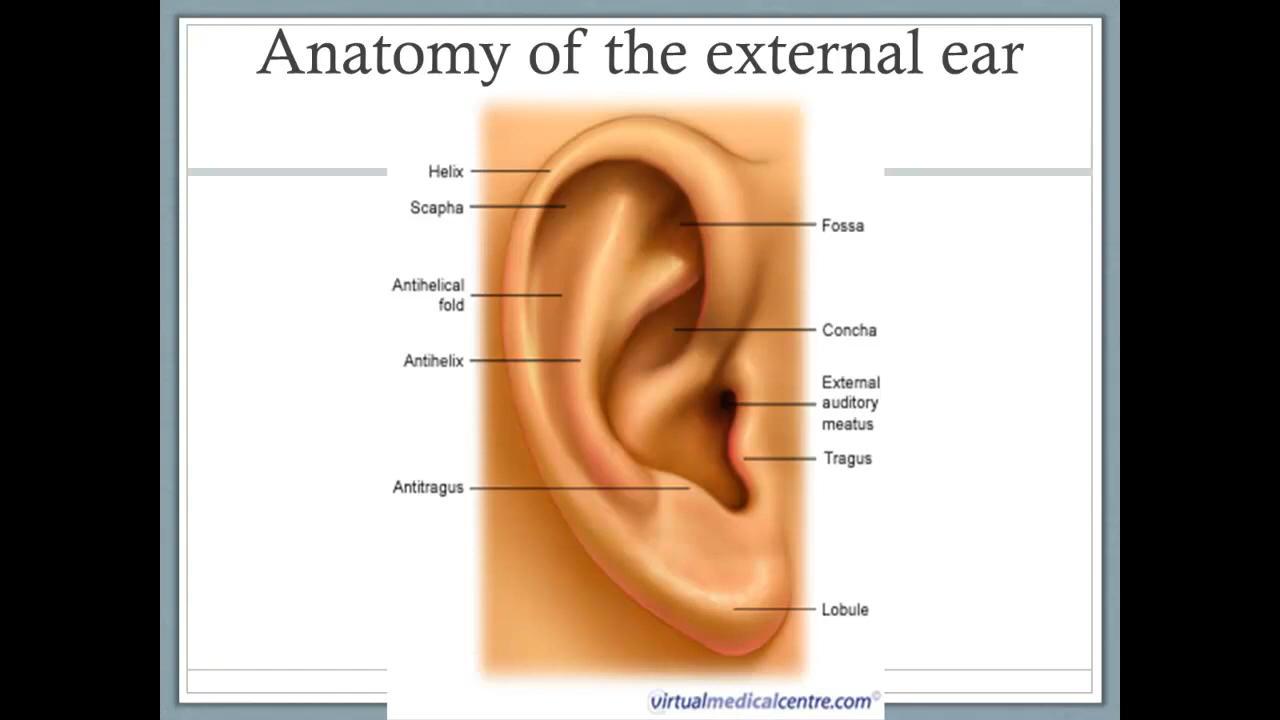 Anatomy of the external ear
Helix
Scapha
Antihelical
fold
Antihelix
Antitragus
Fossa
Concha
External
auditory
meatus
Tragus
Lobule
virtualmedicalcentre.com©